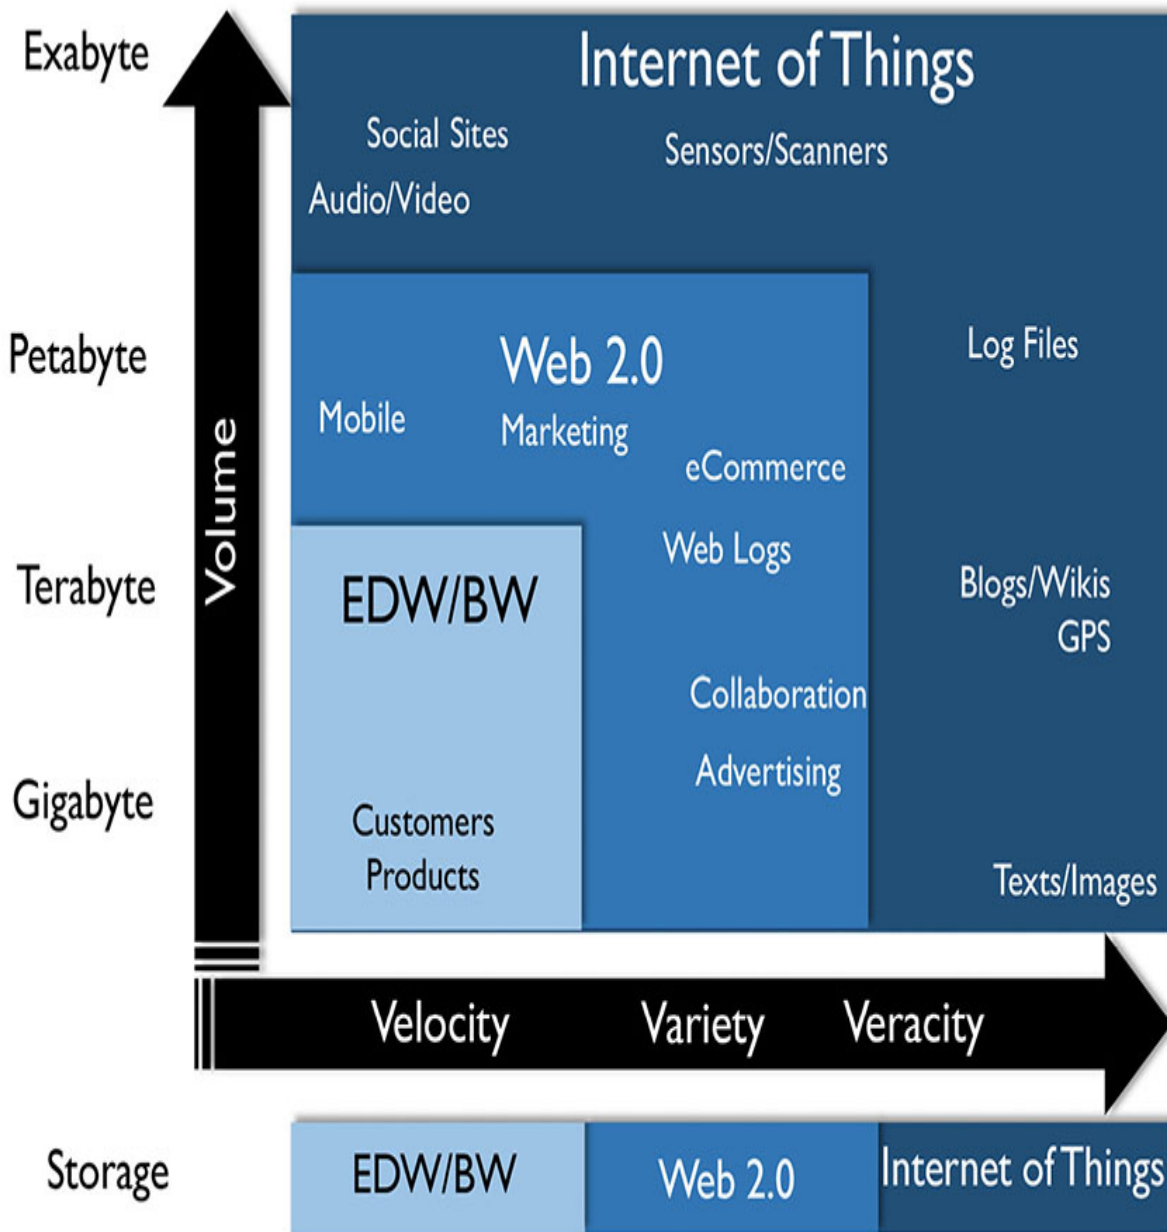 Exabyte
Internet of Things
Social Sites
Sensors/Scanners
Audio/Video
Petabyte
Web 2.0
Log Files
Mobile
Marketing
eCommerce
Volume
Web Logs
Terabyte
EDW/BW
Blogs/Wikis
GPS
Collaboration
Advertising
Gigabyte
Customers
Products
Texts/Images
Velocity
Variety
Veracity
Storage
EDW/BW
Web 2.0
Internet of Things